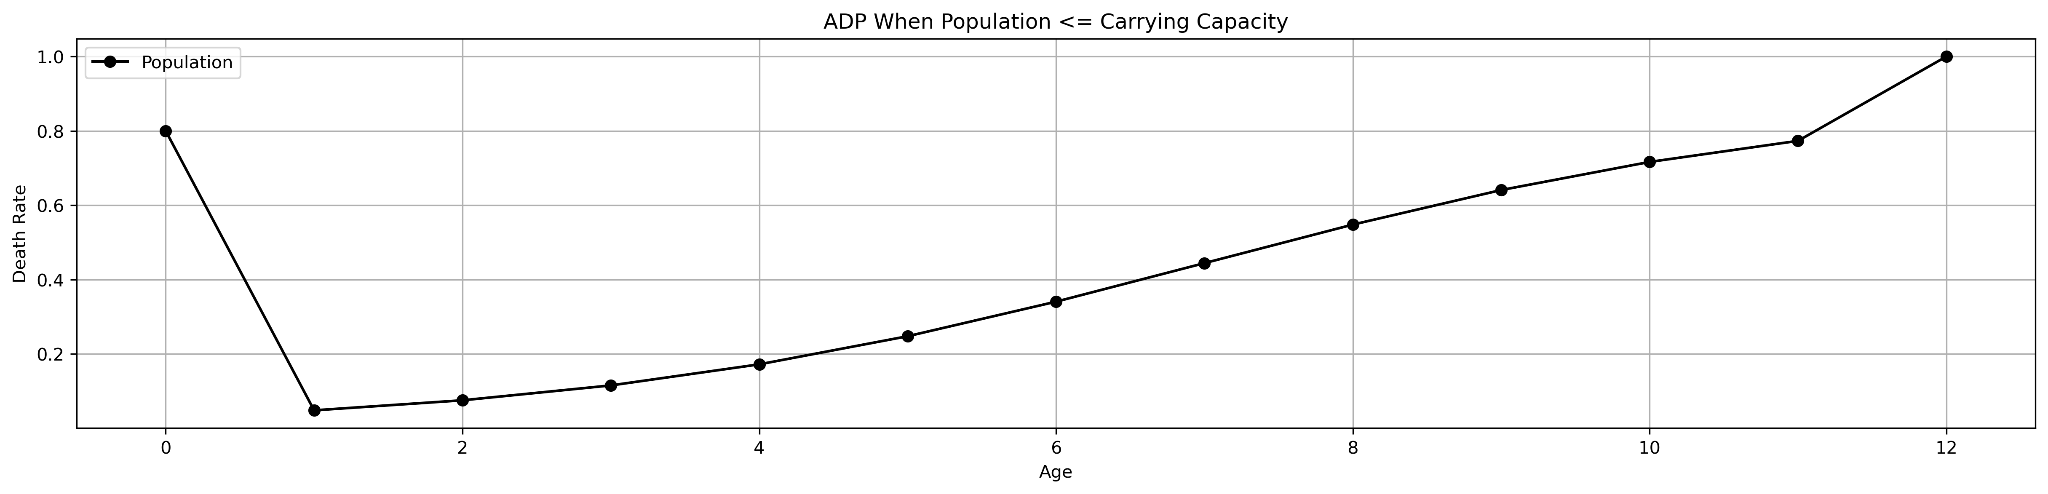 ADP When Population <= Carrying Capacity
Population
1.0
0.8
0.6
0.4
0.2
Death Rate
0 2 4 6 8 10 12
Age